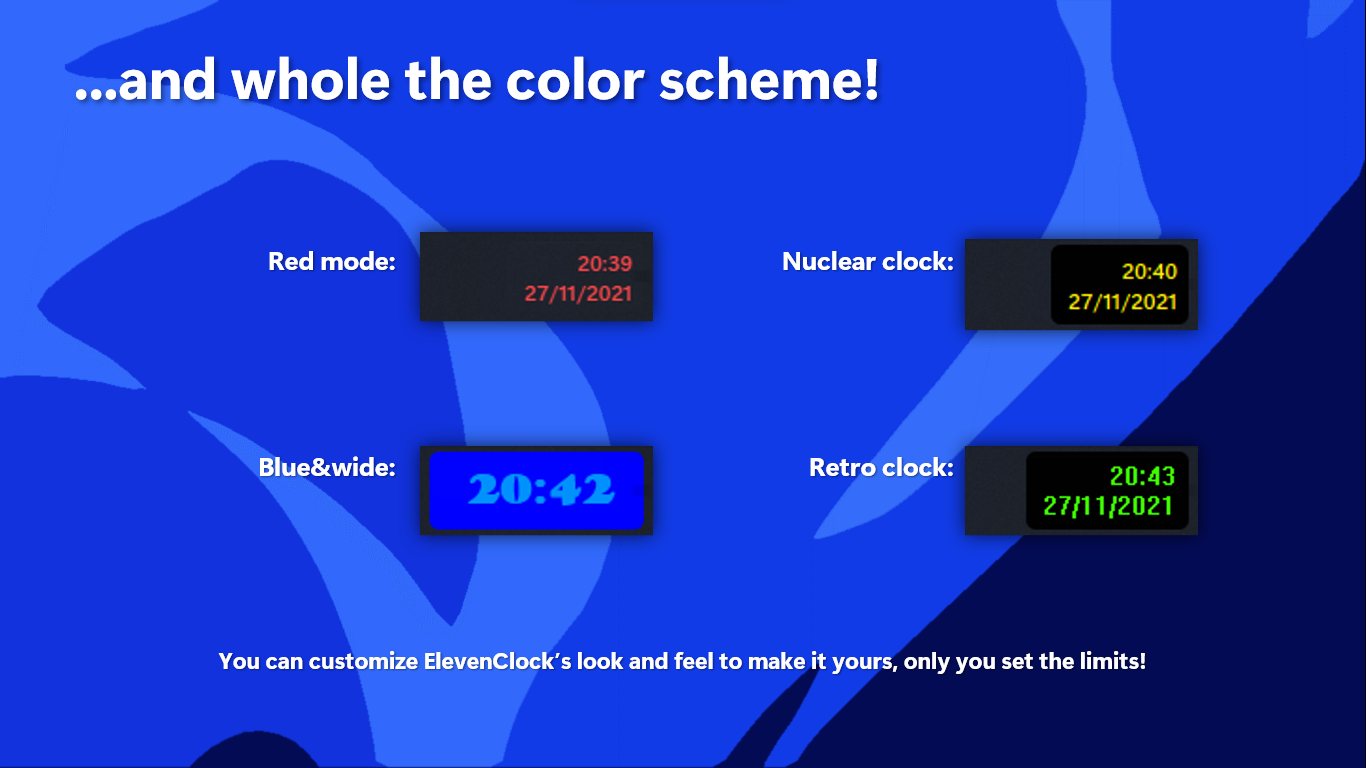 ...and whole the color scheme!
Red mode:
20:39
27/11/2021
Nuclear clock:
20:40
27/11/2021
Blue&wide:
20:42
Retro clock:
20:43
27/11/2021
You can customize ElevenClock's look and feel to make it yours, only you set the limits!